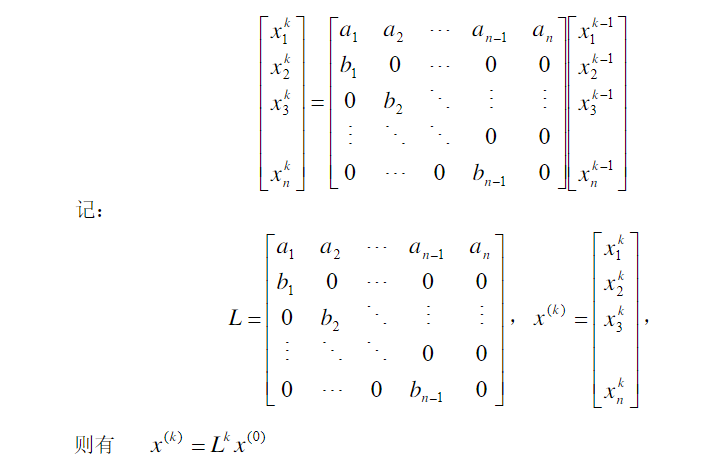 $$\begin{bmatrix} x_1^k \\ x_2^k \\ x_3^k \\ \\ x_n^k \end{bmatrix} = \begin{bmatrix} a_1 & a_2 & \cdots & a_{n-1} & a_n \\ b_1 & 0 & \cdots & 0 & 0 \\ 0 & b_2 & \ddots & \vdots & \vdots \\ \vdots & \ddots & \ddots & 0 & 0 \\ 0 & \cdots & 0 & b_{n-1} & 0 \end{bmatrix} \begin{bmatrix} x_1^{k-1} \\ x_2^{k-1} \\ x_3^{k-1} \\ \\ x_n^{k-1} \end{bmatrix}$$
记：
$$L = \begin{bmatrix} a_1 & a_2 & \cdots & a_{n-1} & a_n \\ b_1 & 0 & \cdots & 0 & 0 \\ 0 & b_2 & \ddots & \vdots & \vdots \\ \vdots & \ddots & \ddots & 0 & 0 \\ 0 & \cdots & 0 & b_{n-1} & 0 \end{bmatrix}，x^{(k)} = \begin{bmatrix} x_1^k \\ x_2^k \\ x_3^k \\ \\ x_n^k \end{bmatrix}，$$
则有 $x^{(k)} = L^k x^{(0)}$